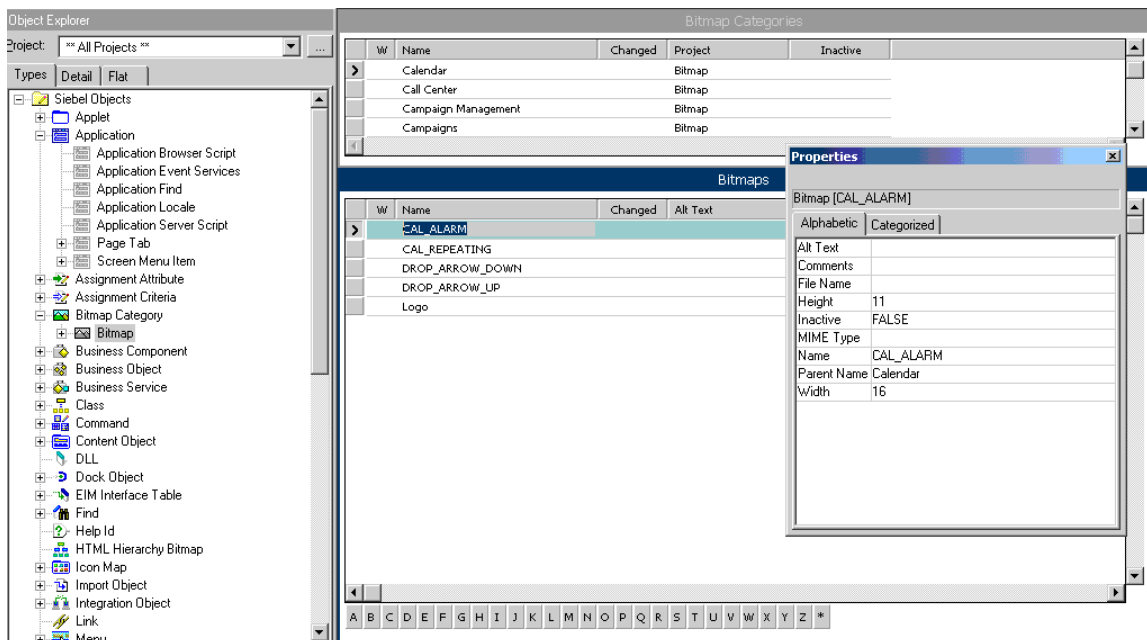 Object Explorer
Project: ** All Projects ** ...
Types Detail Flat
Siebel Objects
Applet
Application
Application Browser Script
Application Event Services
Application Find
Application Locale
Application Server Script
Page Tab
Screen Menu Item
Assignment Attribute
Assignment Criteria
Bitmap Category
Bitmap
Business Component
Business Object
Business Service
Class
Command
Content Object
DLL
Dock Object
EIM Interface Table
Find
Help Id
HTML Hierarchy Bitmap
Icon Map
Import Object
Integration Object
Link
Menu
Bitmap Categories
W Name Changed Project Inactive
Calendar Bitmap
Call Center Bitmap
Campaign Management Bitmap
Campaigns Bitmap
Bitmaps
W Name Changed Alt Text
CAL_ALARM
CAL_REPEATING
DROP_ARROW_DOWN
DROP_ARROW_UP
Logo
A B C D E F G H I J K L M N O P Q R S T U V W X Y Z *
Properties
Bitmap [CAL_ALARM]
Alphabetic Categorized
Alt Text
Comments
File Name
Height 11
Inactive FALSE
MIME Type
Name CAL_ALARM
Parent Name Calendar
Width 16